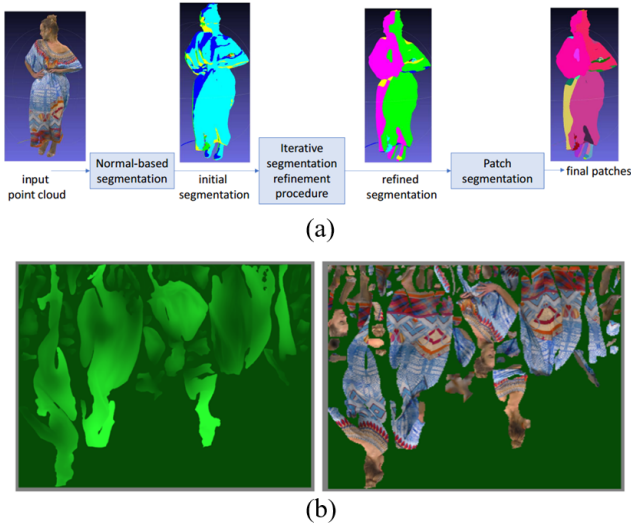 input
point cloud
Normal-based
segmentation
initial
segmentation
Iterative
segmentation
refinement
procedure
refined
segmentation
Patch
segmentation
final patches
(a)
(b)